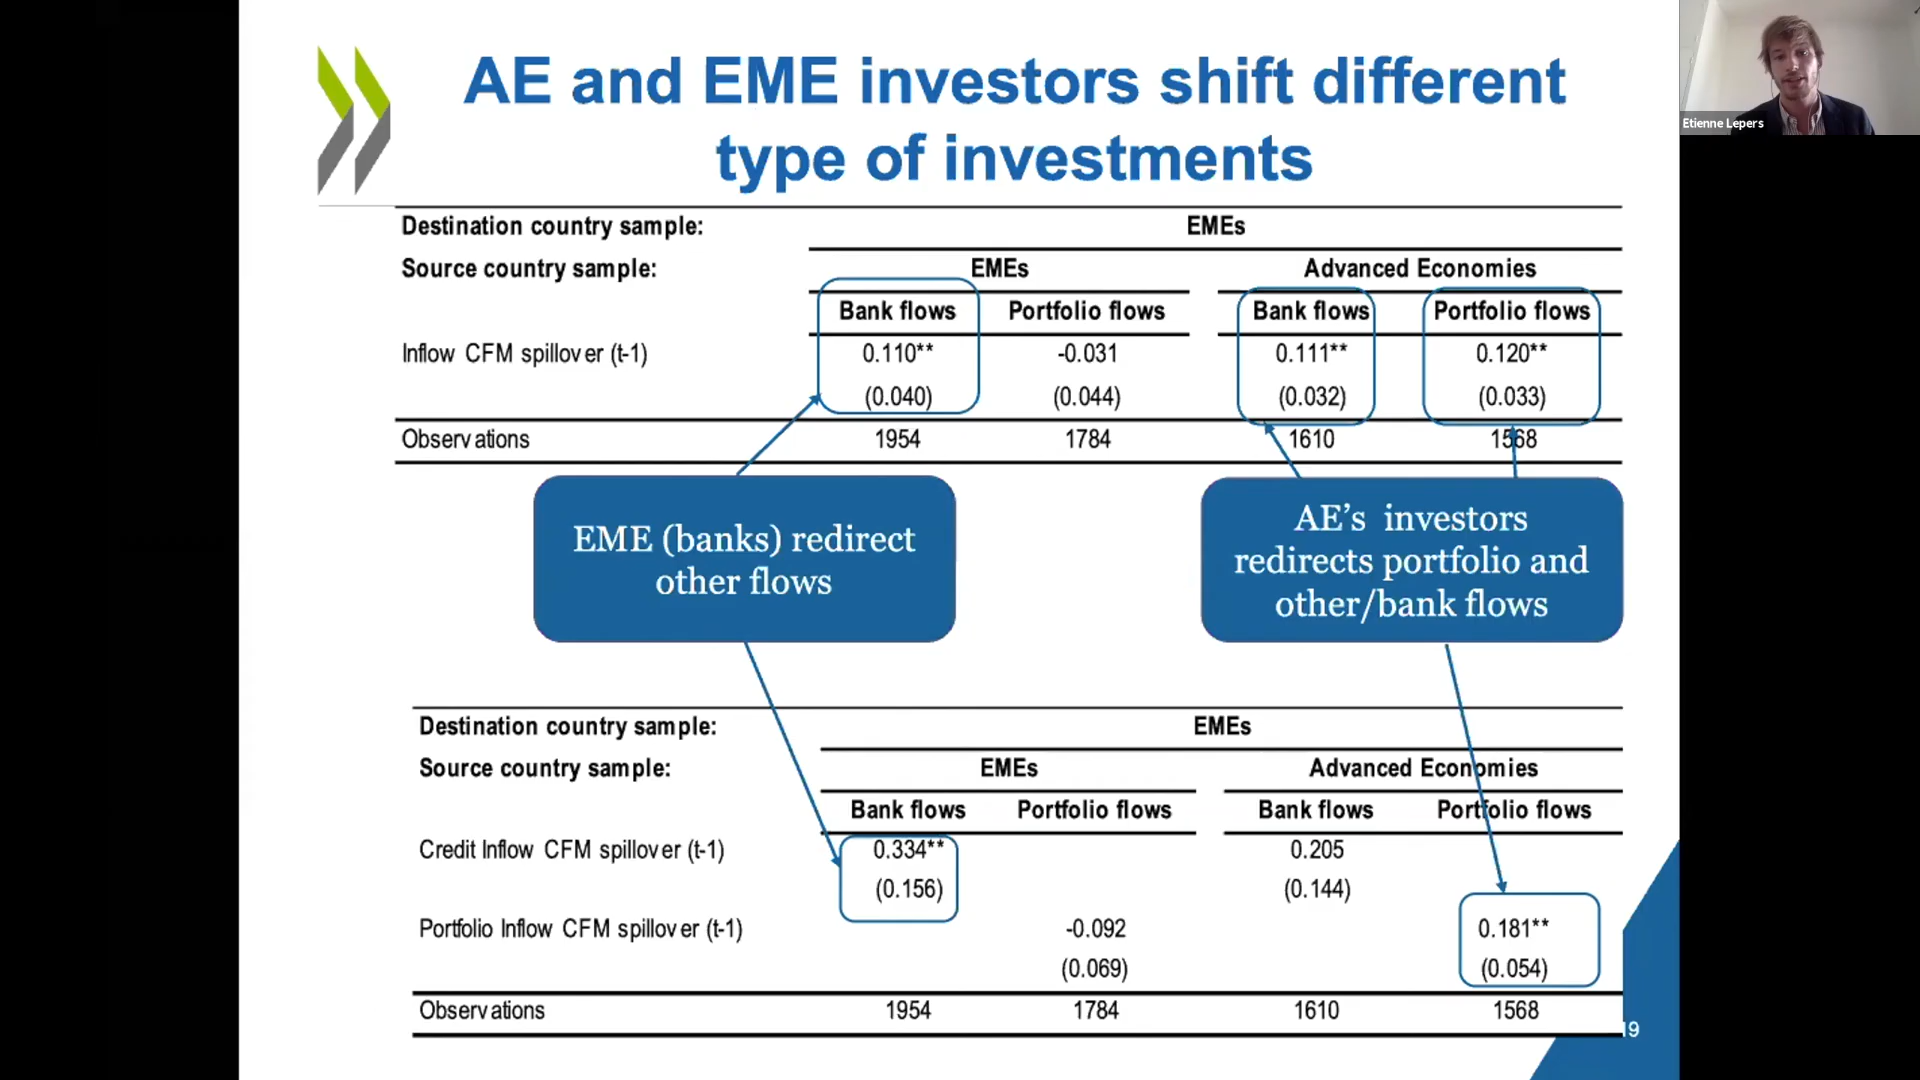 AE and EME investors shift different
type of investments
Etienne Lepers
Destination country sample: EMEs
Source country sample: EMEs Advanced Economies
Bank flows Portfolio flows Bank flows Portfolio flows
Inflow CFM spillover (t-1) 0.110** -0.031 0.111** 0.120**
(0.040) (0.044) (0.032) (0.033)
Observations 1954 1784 1610 1568
EME (banks) redirect
other flows
AE’s investors
redirects portfolio and
other/bank flows
Destination country sample: EMEs
Source country sample: EMEs Advanced Economies
Bank flows Portfolio flows Bank flows Portfolio flows
Credit Inflow CFM spillover (t-1) 0.334** 0.205
(0.156) (0.144)
Portfolio Inflow CFM spillover (t-1) -0.092 0.181**
(0.069) (0.054)
Observations 1954 1784 1610 1568
19